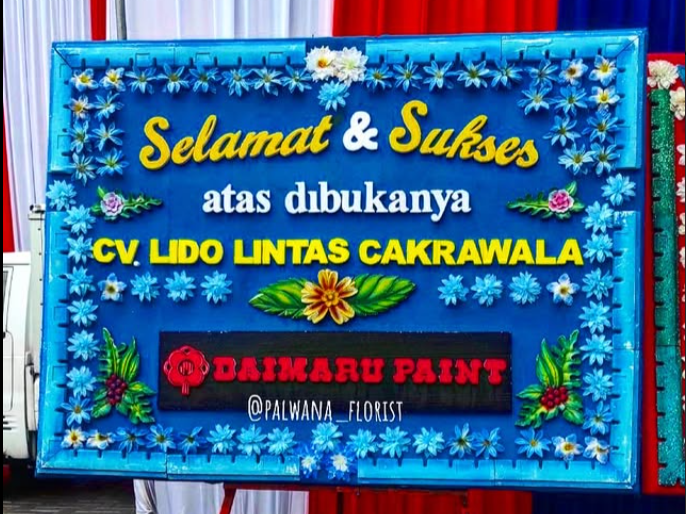 Selamat & Sukses
atas dibukanya
CV. LIDO LINTAS CAKRAWALA
DAIMARU PAINT
@PALWANA_FLORIST